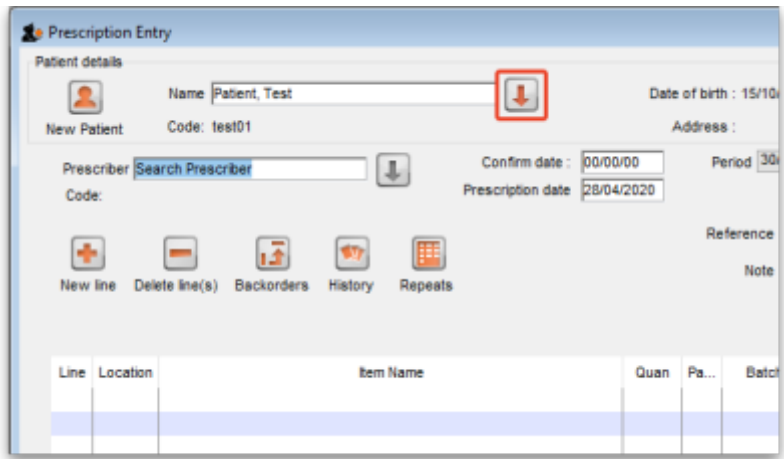 Prescription Entry
Patient details
Name Patient, Test
Date of birth : 15/10
New Patient
Code: test01
Address :
Prescriber Search Prescriber
Confirm date : 00/00/00
Period 30
Code:
Prescription date 28/04/2020
Reference
New line Delete line(s) Backorders History Repeats
Note
Line Location Item Name Quan Pa... Batch